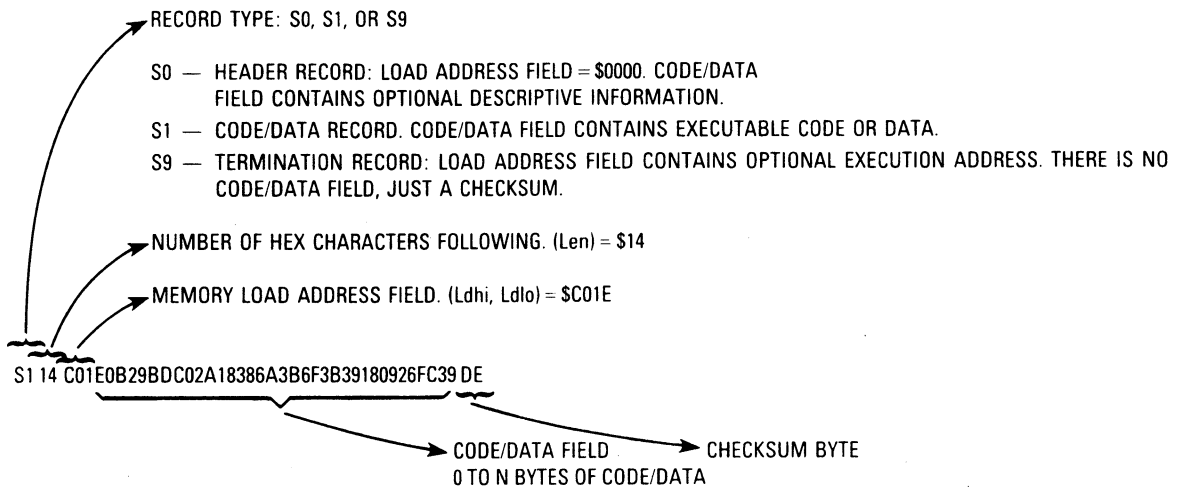 RECORD TYPE: S0, S1, OR S9
S0 — HEADER RECORD: LOAD ADDRESS FIELD = $0000. CODE/DATA
FIELD CONTAINS OPTIONAL DESCRIPTIVE INFORMATION.
S1 — CODE/DATA RECORD. CODE/DATA FIELD CONTAINS EXECUTABLE CODE OR DATA.
S9 — TERMINATION RECORD: LOAD ADDRESS FIELD CONTAINS OPTIONAL EXECUTION ADDRESS. THERE IS NO
CODE/DATA FIELD, JUST A CHECKSUM.
NUMBER OF HEX CHARACTERS FOLLOWING. (Len) = $14
MEMORY LOAD ADDRESS FIELD. (Ldhi, Ldlo) = $C01E
S1 14 C01E0B29BDC02A18386A3B6F3B39180926FC39 DE
CODE/DATA FIELD
0 TO N BYTES OF CODE/DATA
CHECKSUM BYTE